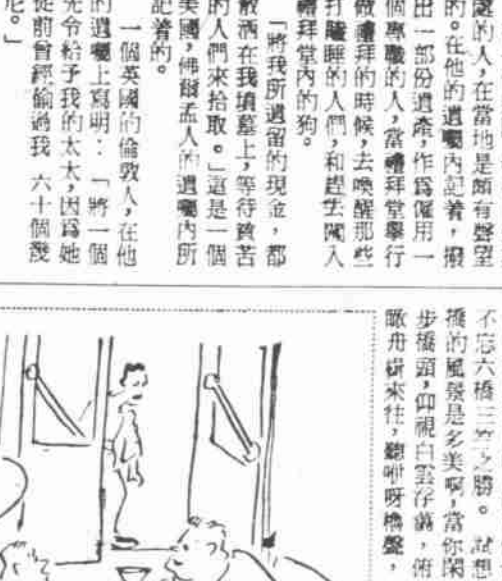 處的人,在當地是頗有聲望
的。在他的遺囑內記着,撥
出一部份遺產,作爲僱用一
個專職的人,當禮拜堂舉行
做禮拜的時候,去喚醒那些
打瞌睡的人們,和趕去闖入
禮拜堂內的狗。
「將我所遺留的現金,都
散洒在我墳墓上,等待貧苦
的人們來拾取。」這是一個
美國,佛爾孟人的遺囑內所
記着的。
一個英國的倫敦人,在他
的遺囑上寫明:「將一個
先令給予我的太太,因爲她
從前曾經偷過我 六十個
尼。」
不忘六橋三竺之勝。試想
橋的風景是多美啊,當你閑
步橋頭,仰視白雲浮蕩,俯
瞰舟楫來往,聽咿呀櫓聲,